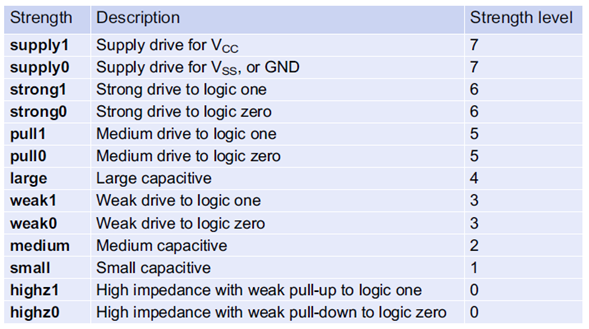 Strength Description Strength level
supply1 Supply drive for VCC 7
supply0 Supply drive for VSS, or GND 7
strong1 Strong drive to logic one 6
strong0 Strong drive to logic zero 6
pull1 Medium drive to logic one 5
pull0 Medium drive to logic zero 5
large Large capacitive 4
weak1 Weak drive to logic one 3
weak0 Weak drive to logic zero 3
medium Medium capacitive 2
small Small capacitive 1
highz1 High impedance with weak pull-up to logic one 0
highz0 High impedance with weak pull-down to logic zero 0